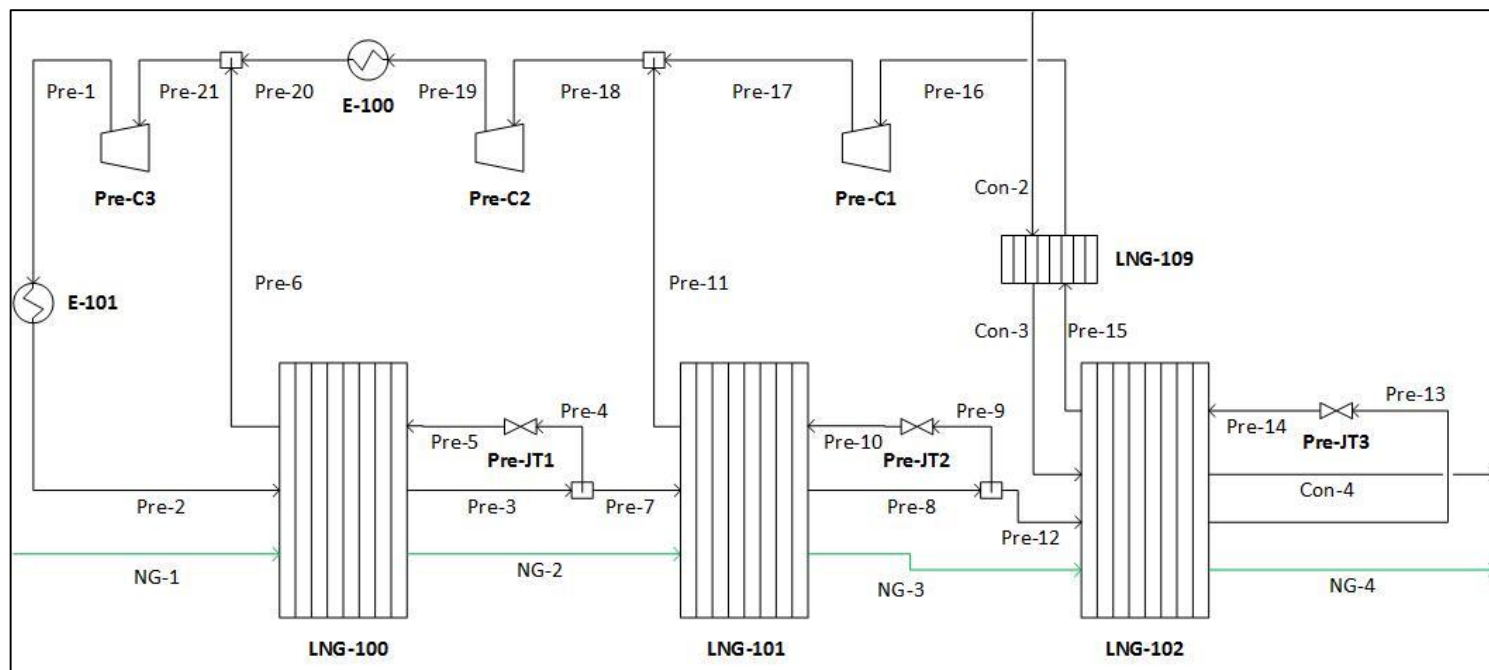 Pre-1
Pre-21
Pre-20
E-100
Pre-19
Pre-18
Pre-17
Pre-16
Pre-C3
Pre-C2
Pre-C1
Con-2
LNG-109
E-101
Pre-6
Pre-11
Con-3
Pre-15
Pre-4
Pre-5
Pre-JT1
Pre-9
Pre-10
Pre-JT2
Pre-13
Pre-14
Pre-JT3
Pre-2
Pre-3
Pre-7
Pre-8
Pre-12
Con-4
NG-1
NG-2
NG-3
NG-4
LNG-100
LNG-101
LNG-102